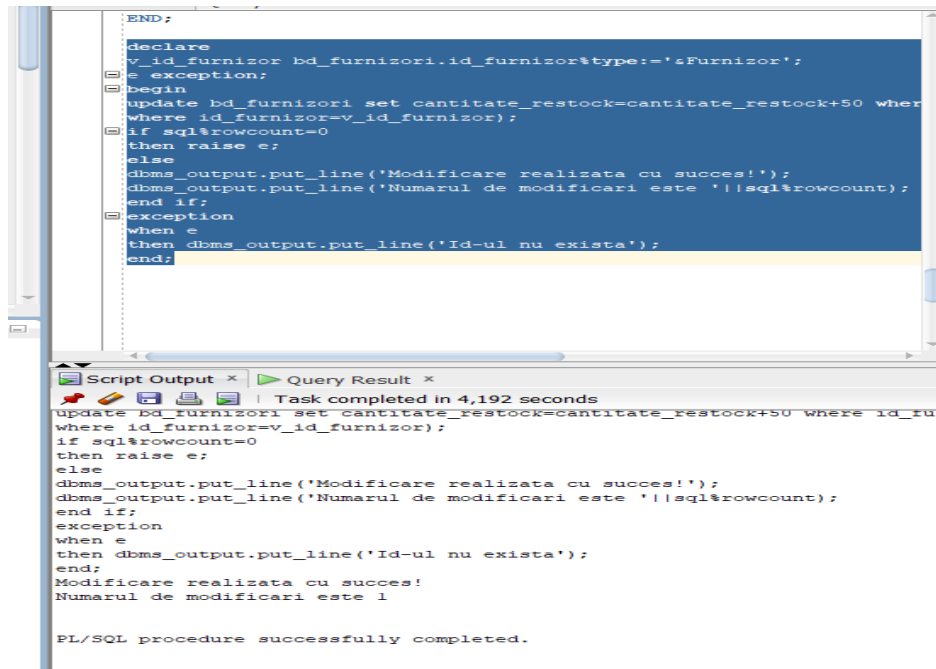 END;
declare
v_id_furnizor bd_furnizori.id_furnizor%type:='&Furnizor';
e exception;
begin
update bd_furnizori set cantitate_restock=cantitate_restock+50 wher
where id_furnizor=v_id_furnizor);
if sql%rowcount=0
then raise e;
else
dbms_output.put_line('Modificare realizata cu succes!');
dbms_output.put_line('Numarul de modificari este '||sql%rowcount);
end if;
exception
when e
then dbms_output.put_line('Id-ul nu exista');
end;
Script Output × Query Result ×
Task completed in 4,192 seconds
update bd_furnizori set cantitate_restock=cantitate_restock+50 where id_fu
where id_furnizor=v_id_furnizor);
if sql%rowcount=0
then raise e;
else
dbms_output.put_line('Modificare realizata cu succes!');
dbms_output.put_line('Numarul de modificari este '||sql%rowcount);
end if;
exception
when e
then dbms_output.put_line('Id-ul nu exista');
end;
Modificare realizata cu succes!
Numarul de modificari este 1
PL/SQL procedure successfully completed.